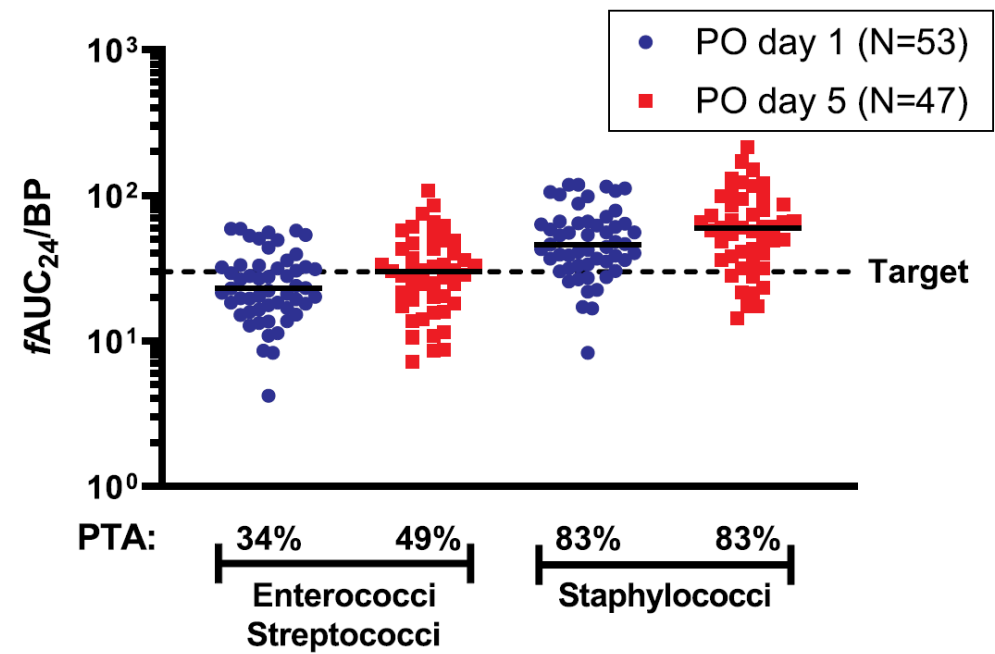 PO day 1 (N=53)
PO day 5 (N=47)
10³
10²
10¹
10⁰
fAUC₂₄/BP
Target
PTA: 34% 49% 83% 83%
Enterococci
Streptococci
Staphylococci